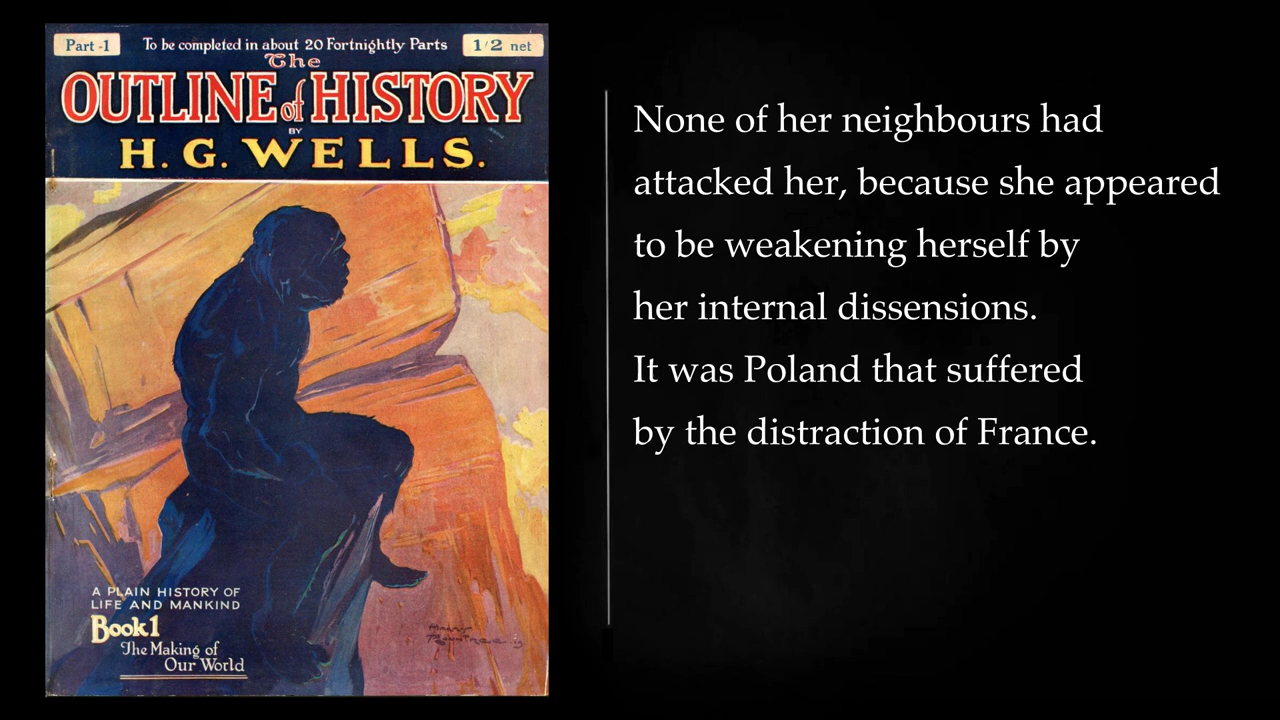 Part -1
To be completed in about 20 Fortnightly Parts
1/2 net
The
OUTLINE of HISTORY
BY
H. G. WELLS.
A PLAIN HISTORY OF
LIFE AND MANKIND
Book 1
The Making of
Our World
None of her neighbours had
attacked her, because she appeared
to be weakening herself by
her internal dissensions.
It was Poland that suffered
by the distraction of France.